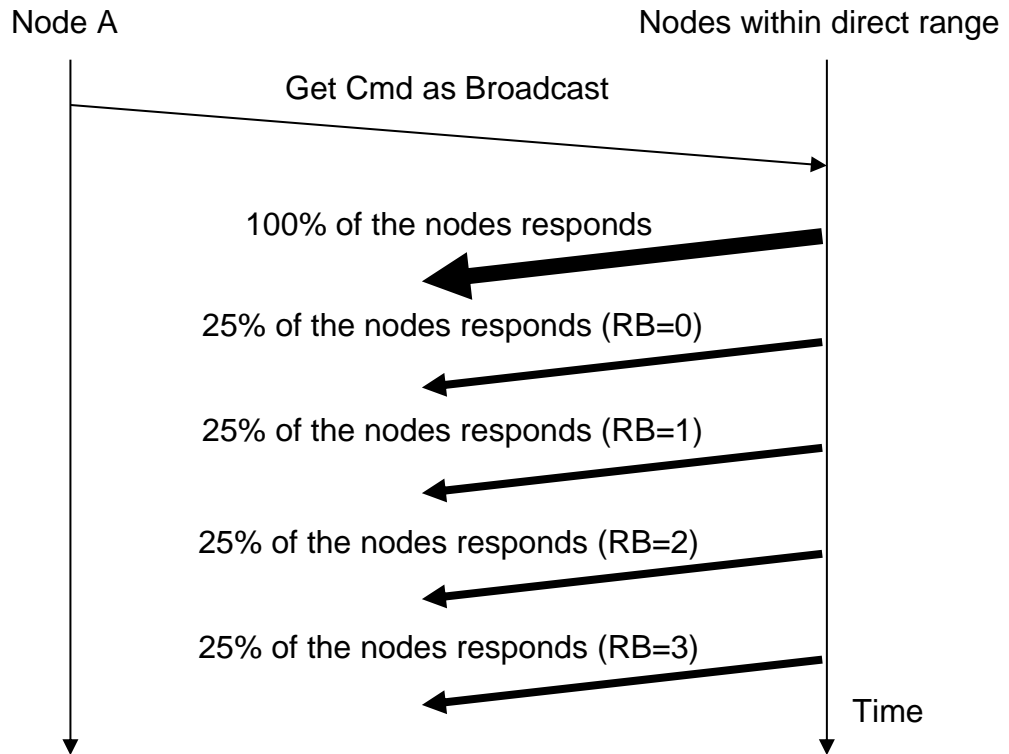 Node A
Nodes within direct range
Get Cmd as Broadcast
100% of the nodes responds
25% of the nodes responds (RB=0)
25% of the nodes responds (RB=1)
25% of the nodes responds (RB=2)
25% of the nodes responds (RB=3)
Time